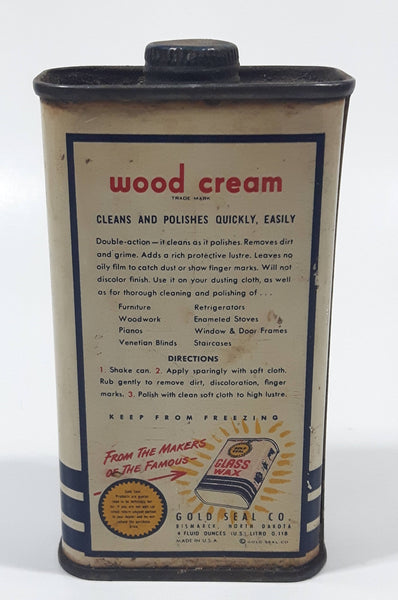 wood cream
TRADE MARK
CLEANS AND POLISHES QUICKLY, EASILY
Double-action—it cleans as it polishes. Removes dirt
and grime. Adds a rich protective lustre. Leaves no
oily film to catch dust or show finger marks. Will not
discolor finish. Use it on your dusting cloth, as well
as for thorough cleaning and polishing of . . .
Furniture Refrigerators
Woodwork Enameled Stoves
Pianos Window & Door Frames
Venetian Blinds Staircases
DIRECTIONS
1. Shake can. 2. Apply sparingly with soft cloth.
Rub gently to remove dirt, discoloration, finger
marks. 3. Polish with clean soft cloth to high lustre.
KEEP FROM FREEZING
FROM THE MAKERS
OF THE FAMOUS—
GLASS
WAX
GOLD SEAL CO.
BISMARCK, NORTH DAKOTA
4 FLUID OUNCES (U.S.) LITRO 0.118
MADE IN U.S.A. © GOLD SEAL CO.